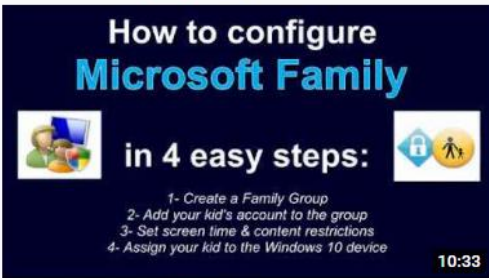 How to configure
Microsoft Family
in 4 easy steps:
1- Create a Family Group
2- Add your kid's account to the group
3- Set screen time & content restrictions
4- Assign your kid to the Windows 10 device
10:33